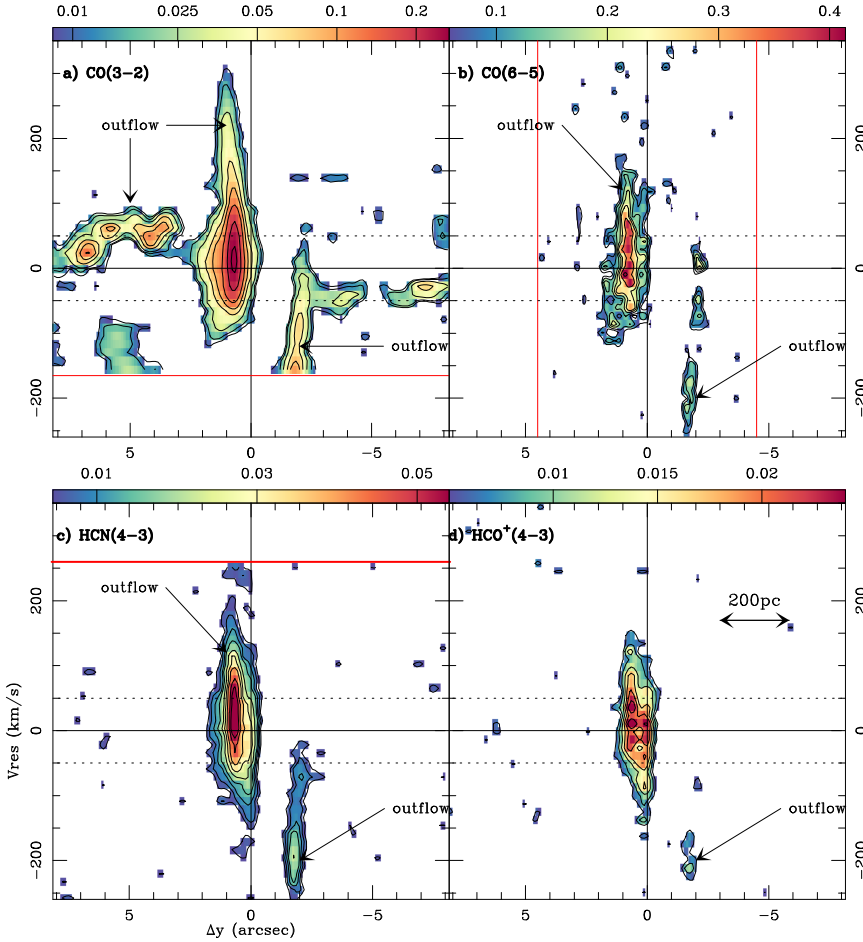 0.01 0.025 0.05 0.1 0.2
0.1 0.2 0.3 0.4
a) CO(3−2)
b) CO(6−5)
outflow
outflow
outflow
outflow
200
0
−200
200
0
−200
5 0 −5
5 0 −5
0.01 0.03 0.05
0.01 0.015 0.02
c) HCN(4−3)
d) HCO⁺(4−3)
outflow
200pc
outflow
outflow
200
0
−200
200
0
−200
Vres (km/s)
5 0 −5
5 0 −5
Δy (arcsec)